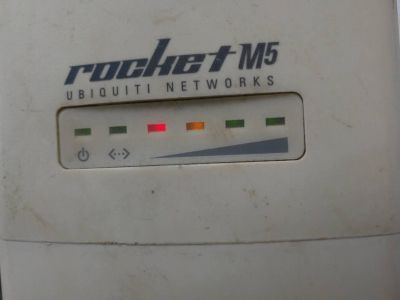 rocket M5
UBIQUITI NETWORKS